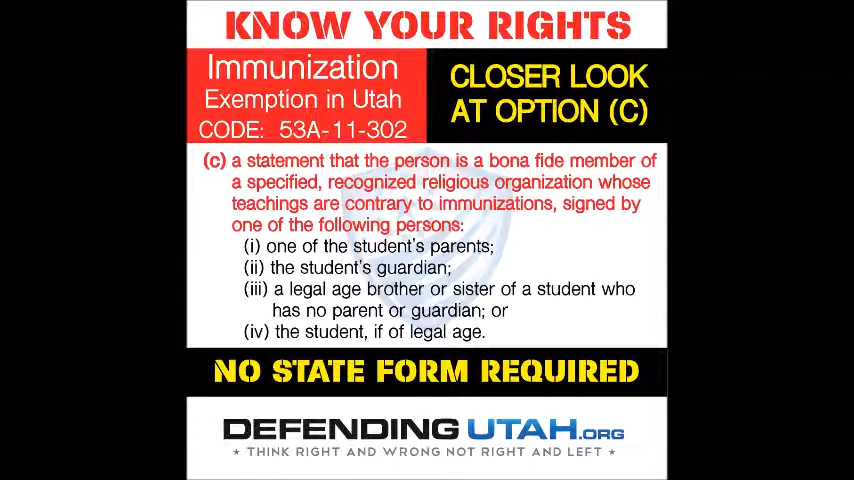 KNOW YOUR RIGHTS
Immunization
Exemption in Utah
CODE: 53A-11-302
CLOSER LOOK
AT OPTION (C)
(c) a statement that the person is a bona fide member of
a specified, recognized religious organization whose
teachings are contrary to immunizations, signed by
one of the following persons:
(i) one of the student's parents;
(ii) the student's guardian;
(iii) a legal age brother or sister of a student who
has no parent or guardian; or
(iv) the student, if of legal age.
NO STATE FORM REQUIRED
DEFENDING UTAH.ORG
★ THINK RIGHT AND WRONG NOT RIGHT AND LEFT ★